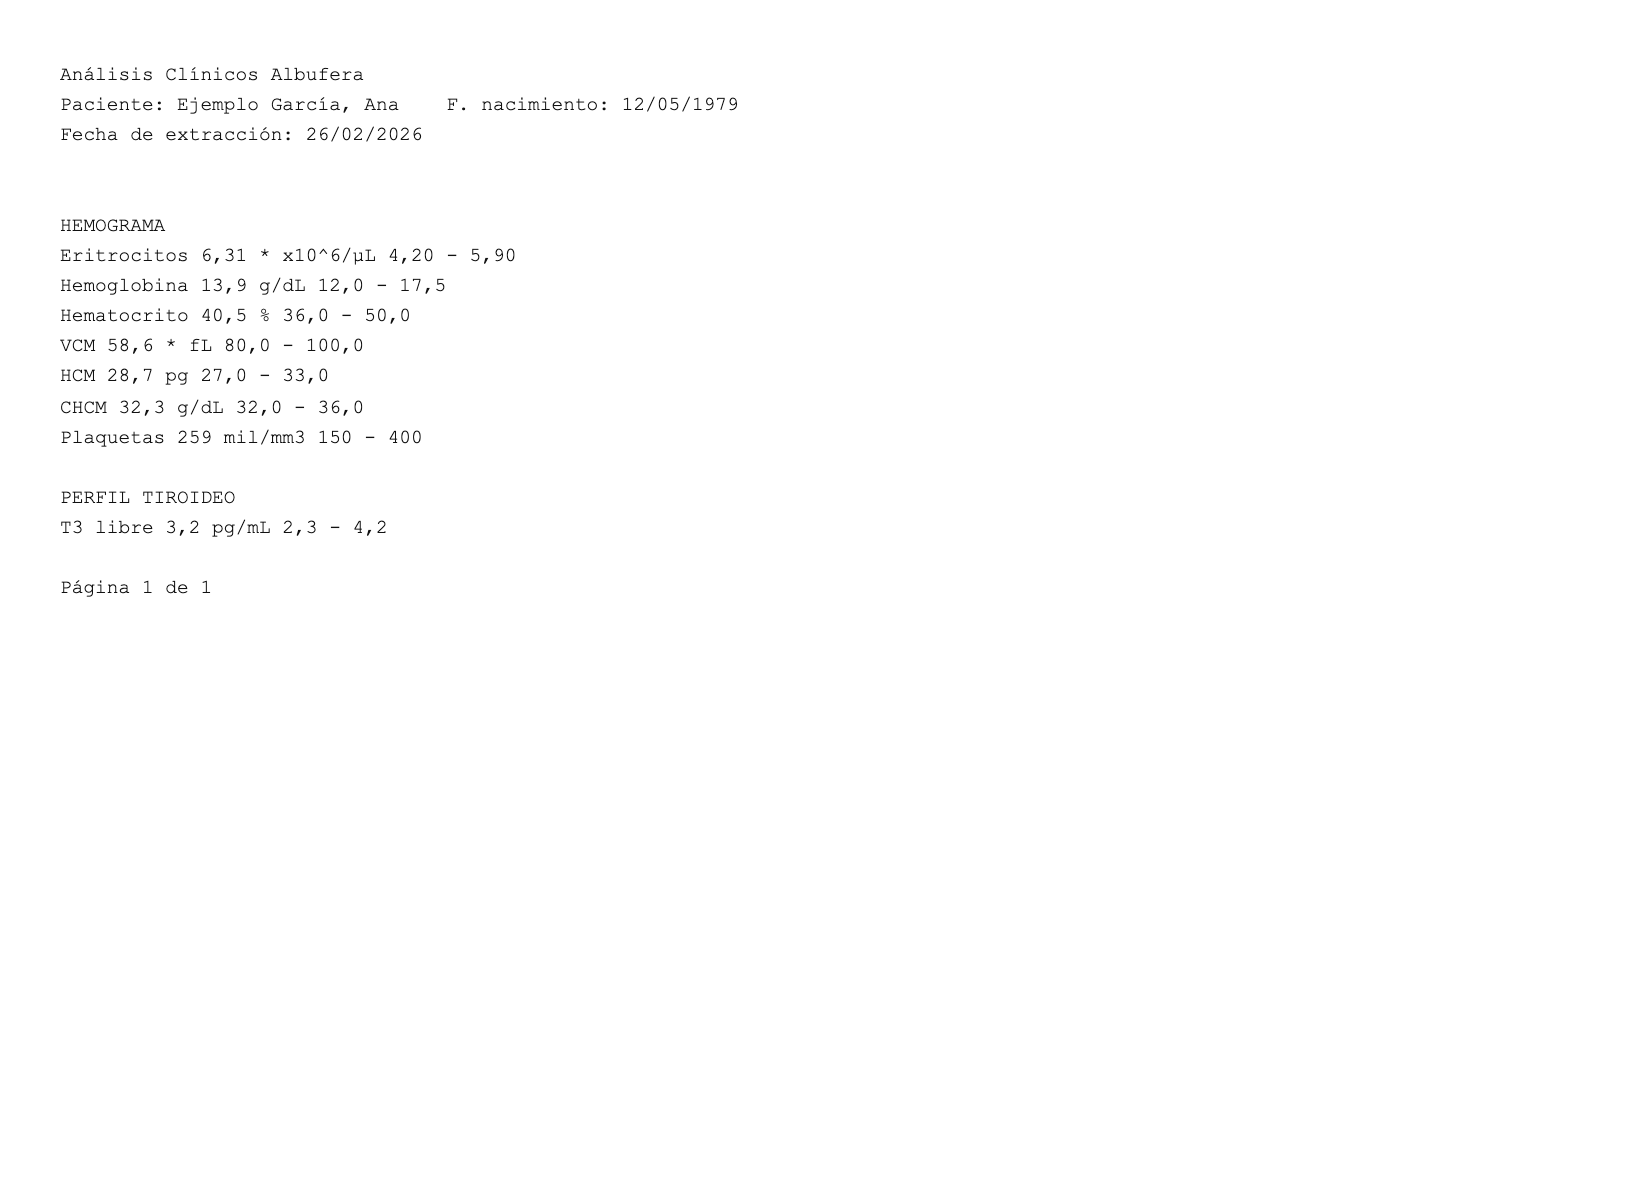 Análisis Clínicos Albufera
Paciente: Ejemplo García, Ana    F. nacimiento: 12/05/1979
Fecha de extracción: 26/02/2026
HEMOGRAMA
Eritrocitos 6,31 * x10^6/µL 4,20 - 5,90
Hemoglobina 13,9 g/dL 12,0 - 17,5
Hematocrito 40,5 % 36,0 - 50,0
VCM 58,6 * fL 80,0 - 100,0
HCM 28,7 pg 27,0 - 33,0
CHCM 32,3 g/dL 32,0 - 36,0
Plaquetas 259 mil/mm3 150 - 400
PERFIL TIROIDEO
T3 libre 3,2 pg/mL 2,3 - 4,2
Página 1 de 1